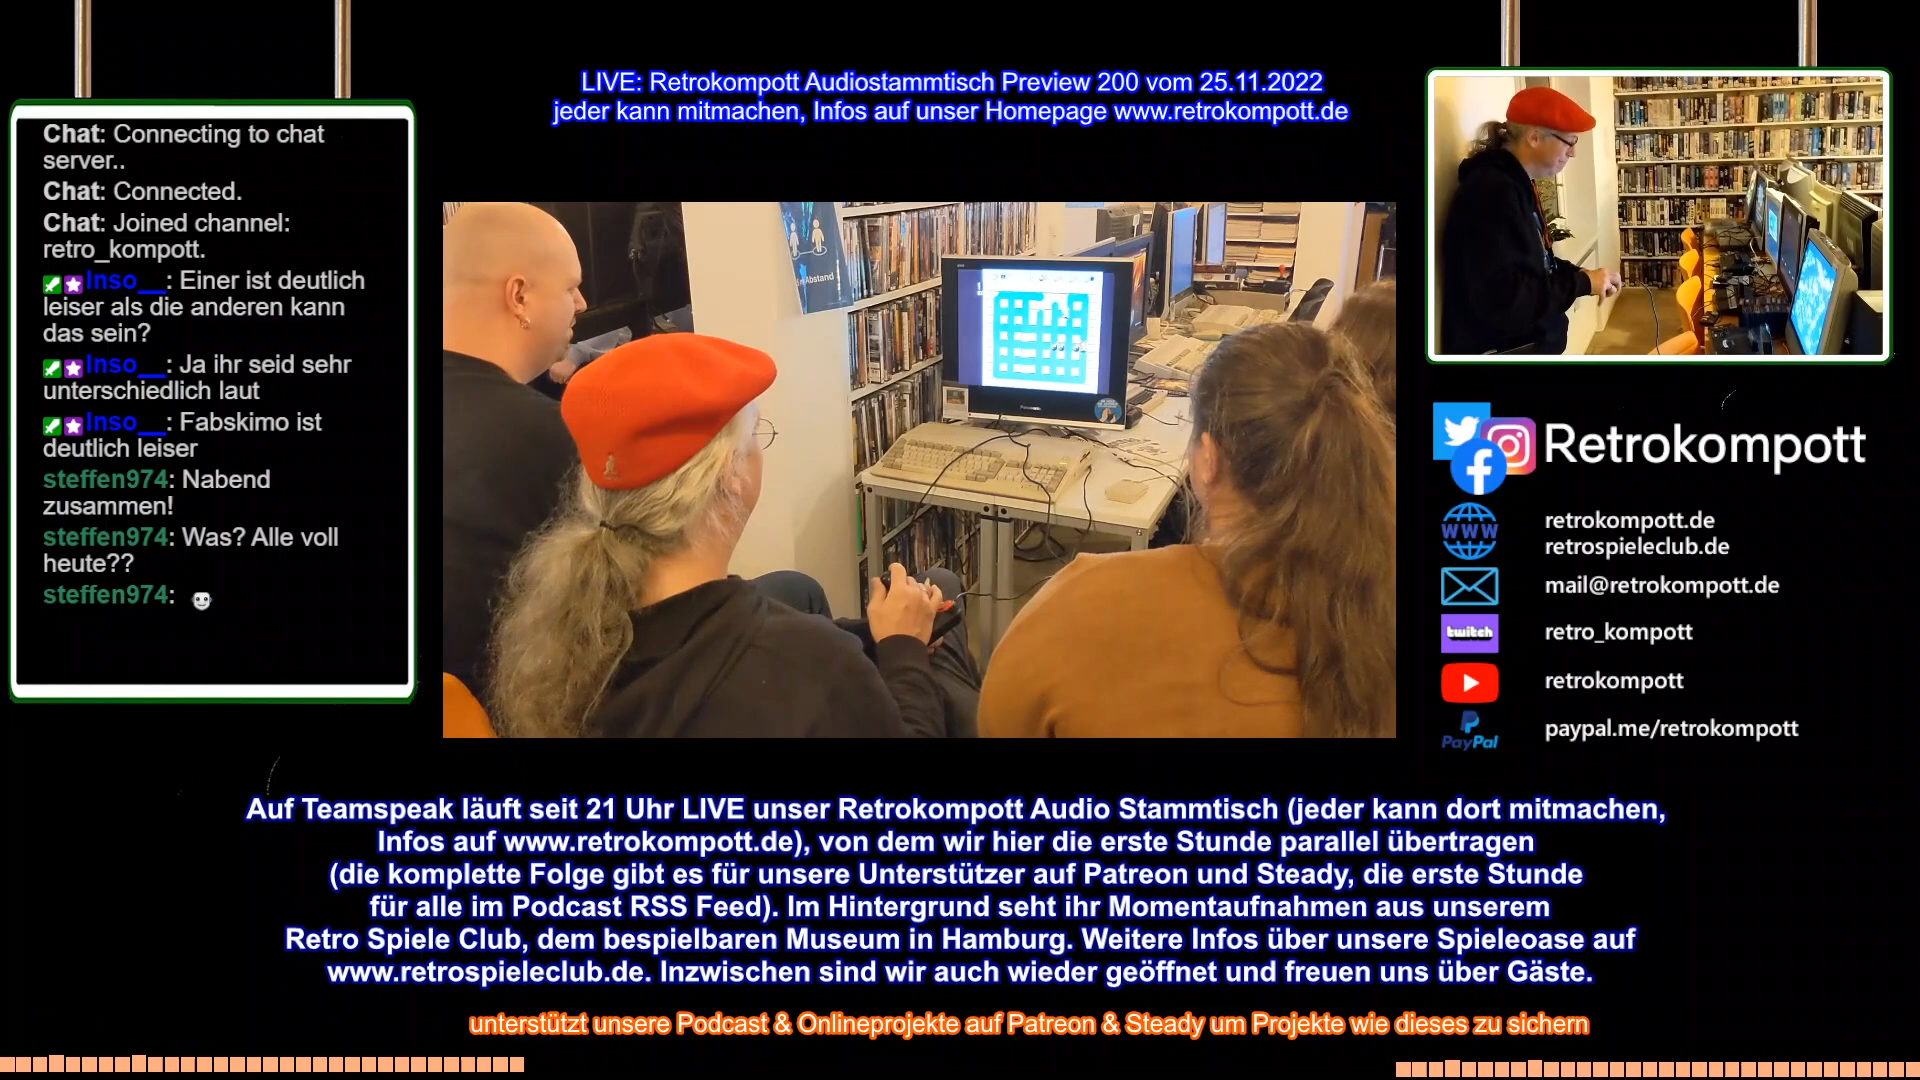 LIVE: Retrokompott Audiostammtisch Preview 200 vom 25.11.2022
jeder kann mitmachen, Infos auf unser Homepage www.retrokompott.de
Chat: Connecting to chat
server..
Chat: Connected.
Chat: Joined channel:
retro_kompott.
Inso__: Einer ist deutlich
leiser als die anderen kann
das sein?
Inso__: Ja ihr seid sehr
unterschiedlich laut
Inso__: Fabskimo ist
deutlich leiser
steffen974: Nabend
zusammen!
steffen974: Was? Alle voll
heute??
steffen974:
Abstand
Panasonic
Retrokompott
www
retrokompott.de
retrospieleclub.de
mail@retrokompott.de
twitch
retro_kompott
retrokompott
PayPal
paypal.me/retrokompott
Auf Teamspeak läuft seit 21 Uhr LIVE unser Retrokompott Audio Stammtisch (jeder kann dort mitmachen,
Infos auf www.retrokompott.de), von dem wir hier die erste Stunde parallel übertragen
(die komplette Folge gibt es für unsere Unterstützer auf Patreon und Steady, die erste Stunde
für alle im Podcast RSS Feed). Im Hintergrund seht ihr Momentaufnahmen aus unserem
Retro Spiele Club, dem bespielbaren Museum in Hamburg. Weitere Infos über unsere Spieleoase auf
www.retrospieleclub.de. Inzwischen sind wir auch wieder geöffnet und freuen uns über Gäste.
unterstützt unsere Podcast & Onlineprojekte auf Patreon & Steady um Projekte wie dieses zu sichern